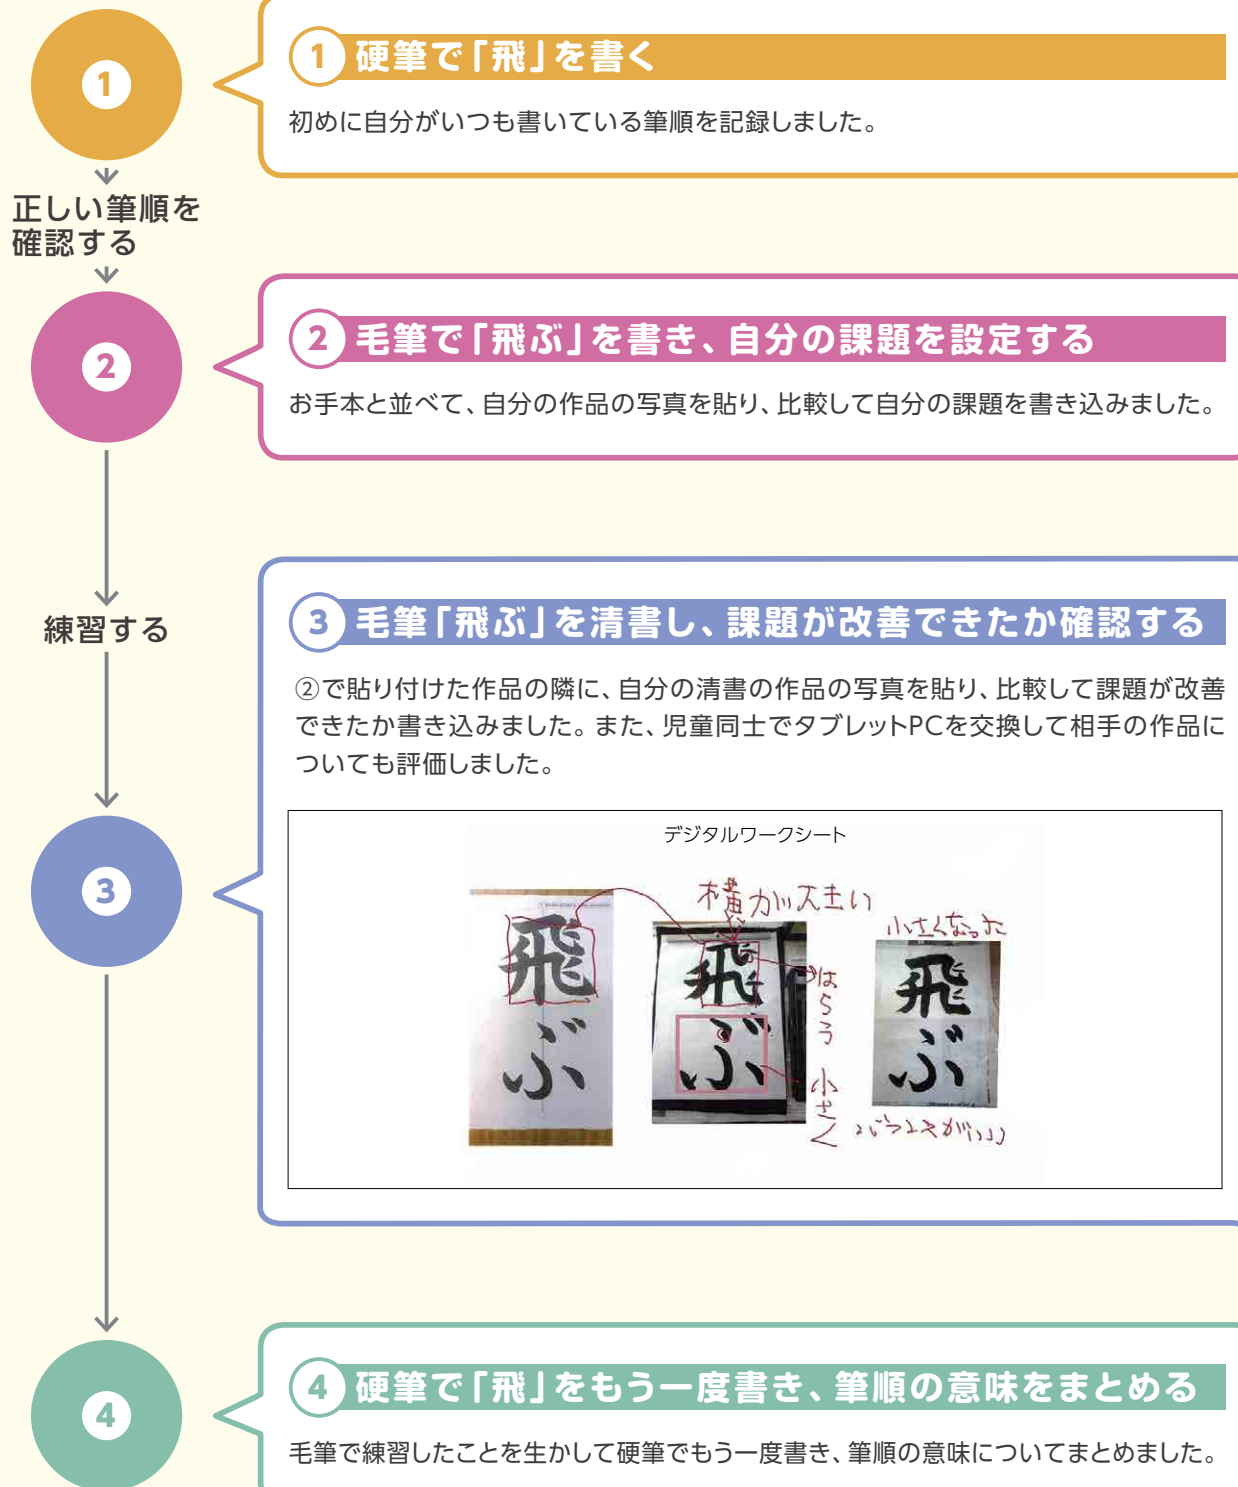 1
① 硬筆で「飛」を書く
初めに自分がいつも書いている筆順を記録しました。
正しい筆順を
確認する
2
② 毛筆で「飛ぶ」を書き、自分の課題を設定する
お手本と並べて、自分の作品の写真を貼り、比較して自分の課題を書き込みました。
練習する
3
③ 毛筆「飛ぶ」を清書し、課題が改善できたか確認する
②で貼り付けた作品の隣に、自分の清書の作品の写真を貼り、比較して課題が改善
できたか書き込みました。また、児童同士でタブレットPCを交換して相手の作品に
ついても評価しました。
デジタルワークシート
飛ぶ
横が大きい
飛ぶ
はらう
小さく
小さくなった
飛ぶ
4
④ 硬筆で「飛」をもう一度書き、筆順の意味をまとめる
毛筆で練習したことを生かして硬筆でもう一度書き、筆順の意味についてまとめました。